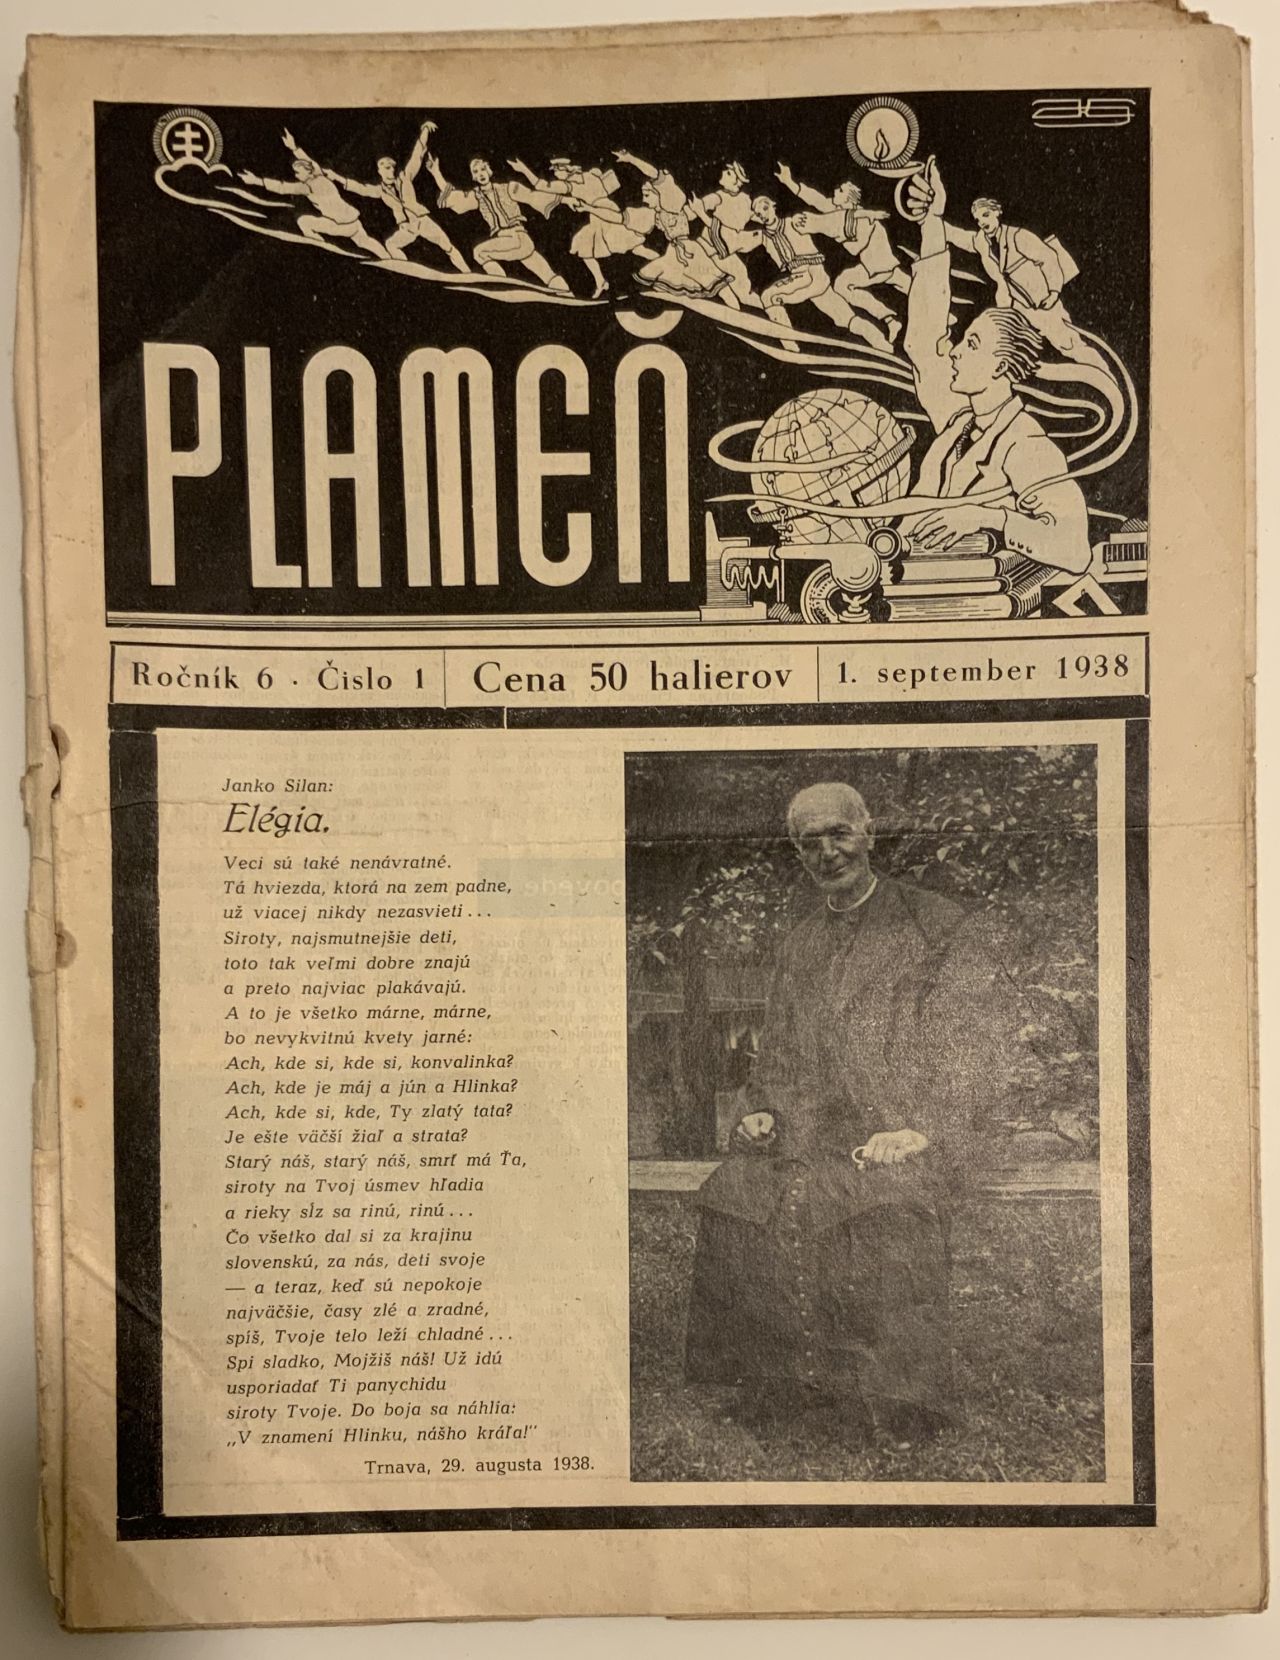 PLAMEŇ
Ročník 6 · Čislo 1
Cena 50 halierov
1. september 1938
Janko Silan:
Elégia.
Veci sú také nenávratné.
Tá hviezda, ktorá na zem padne,
už viacej nikdy nezasvieti...
Siroty, najsmutnejšie deti,
toto tak veľmi dobre znajú
a preto najviac plakávajú.
A to je všetko márne, márne,
bo nevykvitnú kvety jarné:
Ach, kde si, kde si, konvalinka?
Ach, kde je máj a jún a Hlinka?
Ach, kde si, kde, Ty zlatý tata?
Je ešte väčší žiaľ a strata?
Starý náš, starý náš, smrť má Ťa,
siroty na Tvoj úsmev hľadia
a rieky sĺz sa rinú, rinú...
Čo všetko dal si za krajinu
slovenskú, za nás, deti svoje
— a teraz, keď sú nepokoje
najväčšie, časy zlé a zradné,
spíš, Tvoje telo leží chladné...
Spi sladko, Mojžiš náš! Už idú
usporiadať Ti panychidu
siroty Tvoje. Do boja sa náhlia:
„V znamení Hlinku, nášho kráľa!"
Trnava, 29. augusta 1938.